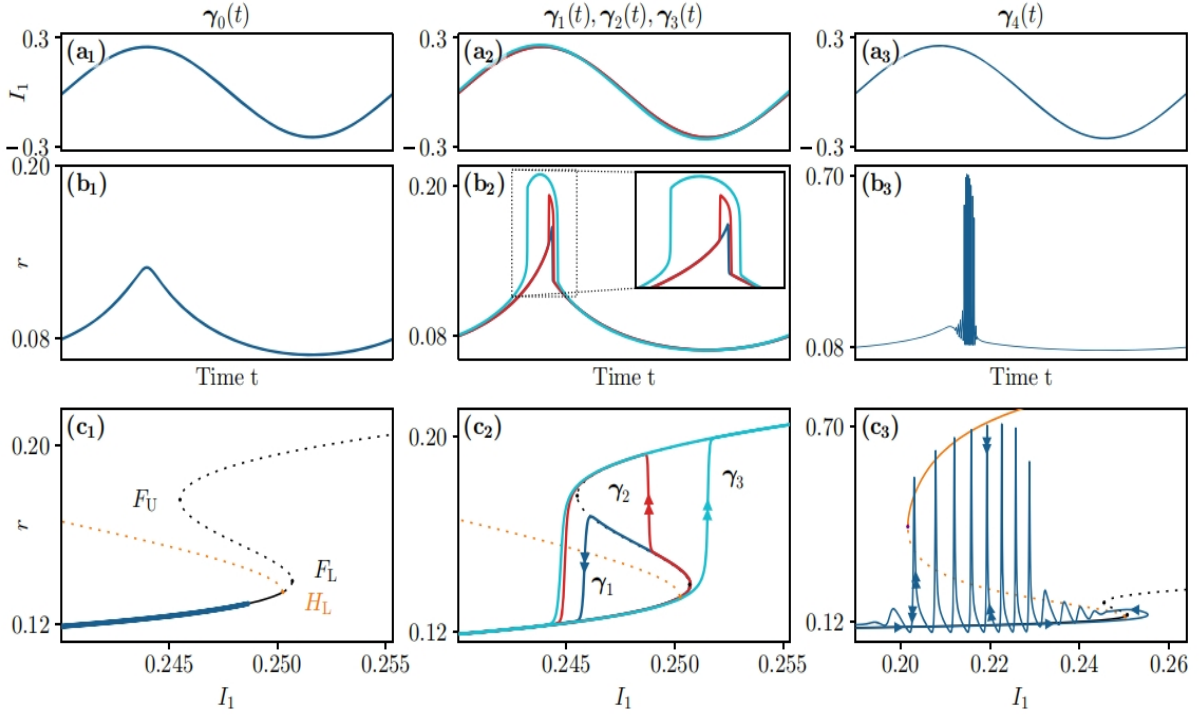 γ₀(t) γ₁(t), γ₂(t), γ₃(t) γ₄(t)
0.3 (a₁) 0.3 (a₂) 0.3 (a₃)
I₁
−0.3 −0.3 −0.3
0.20 (b₁) (b₂) 0.20 0.70 (b₃)
r
0.08 0.08 0.08
Time t Time t Time t
(c₁) (c₂) (c₃)
0.20 0.20 0.70
F_U γ₂ γ₃
r
F_L
H_L γ₁
0.12 0.12 0.12
0.245 0.250 0.255 0.245 0.250 0.255 0.20 0.22 0.24 0.26
I₁ I₁ I₁